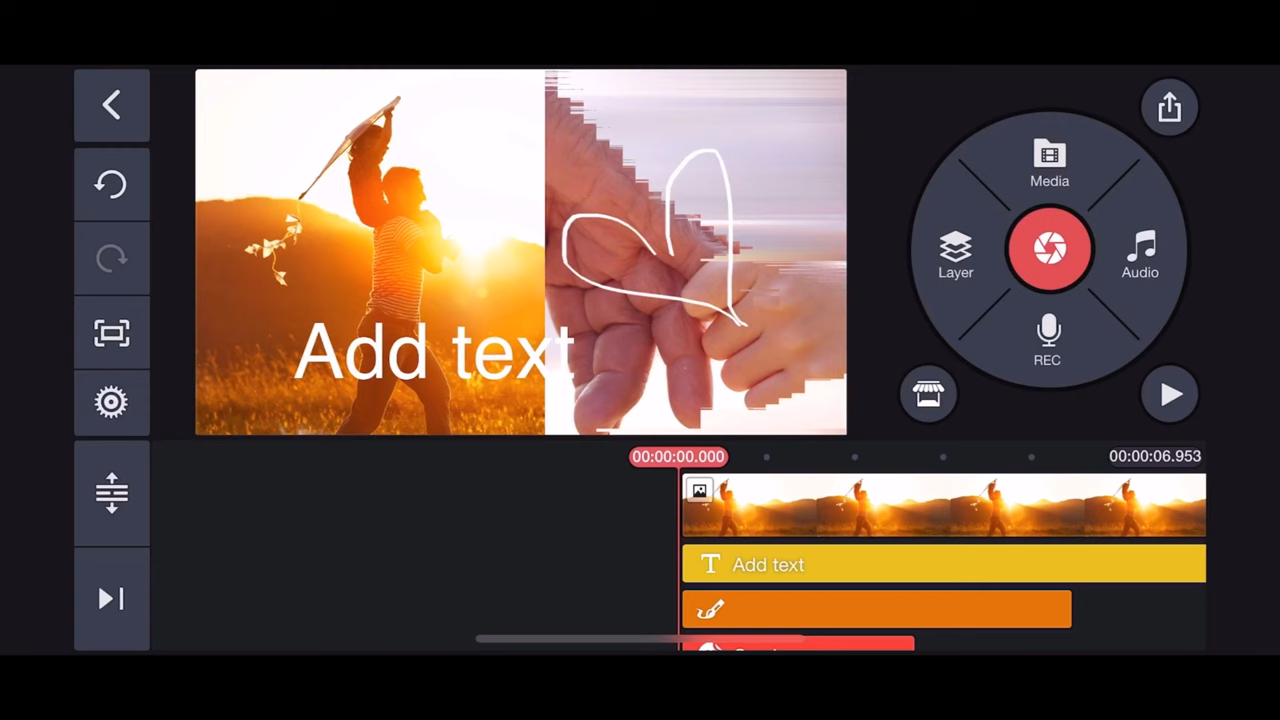 Media
Layer
Audio
REC
Add text
00:00:00.000
00:00:06.953
Add text